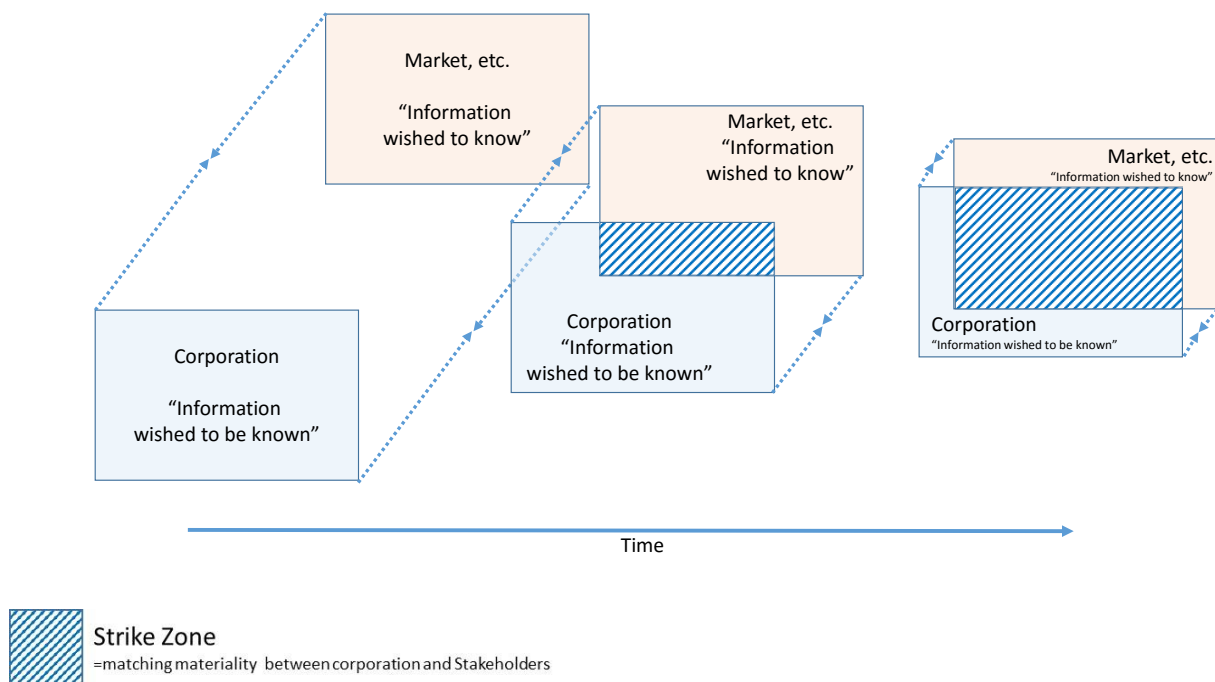 Market, etc.
“Information
wished to know”
Corporation
“Information
wished to be known”
Market, etc.
“Information
wished to know”
Corporation
“Information
wished to be known”
Market, etc.
“Information wished to know”
Corporation
“Information wished to be known”
Time
Strike Zone
=matching materiality between corporation and Stakeholders